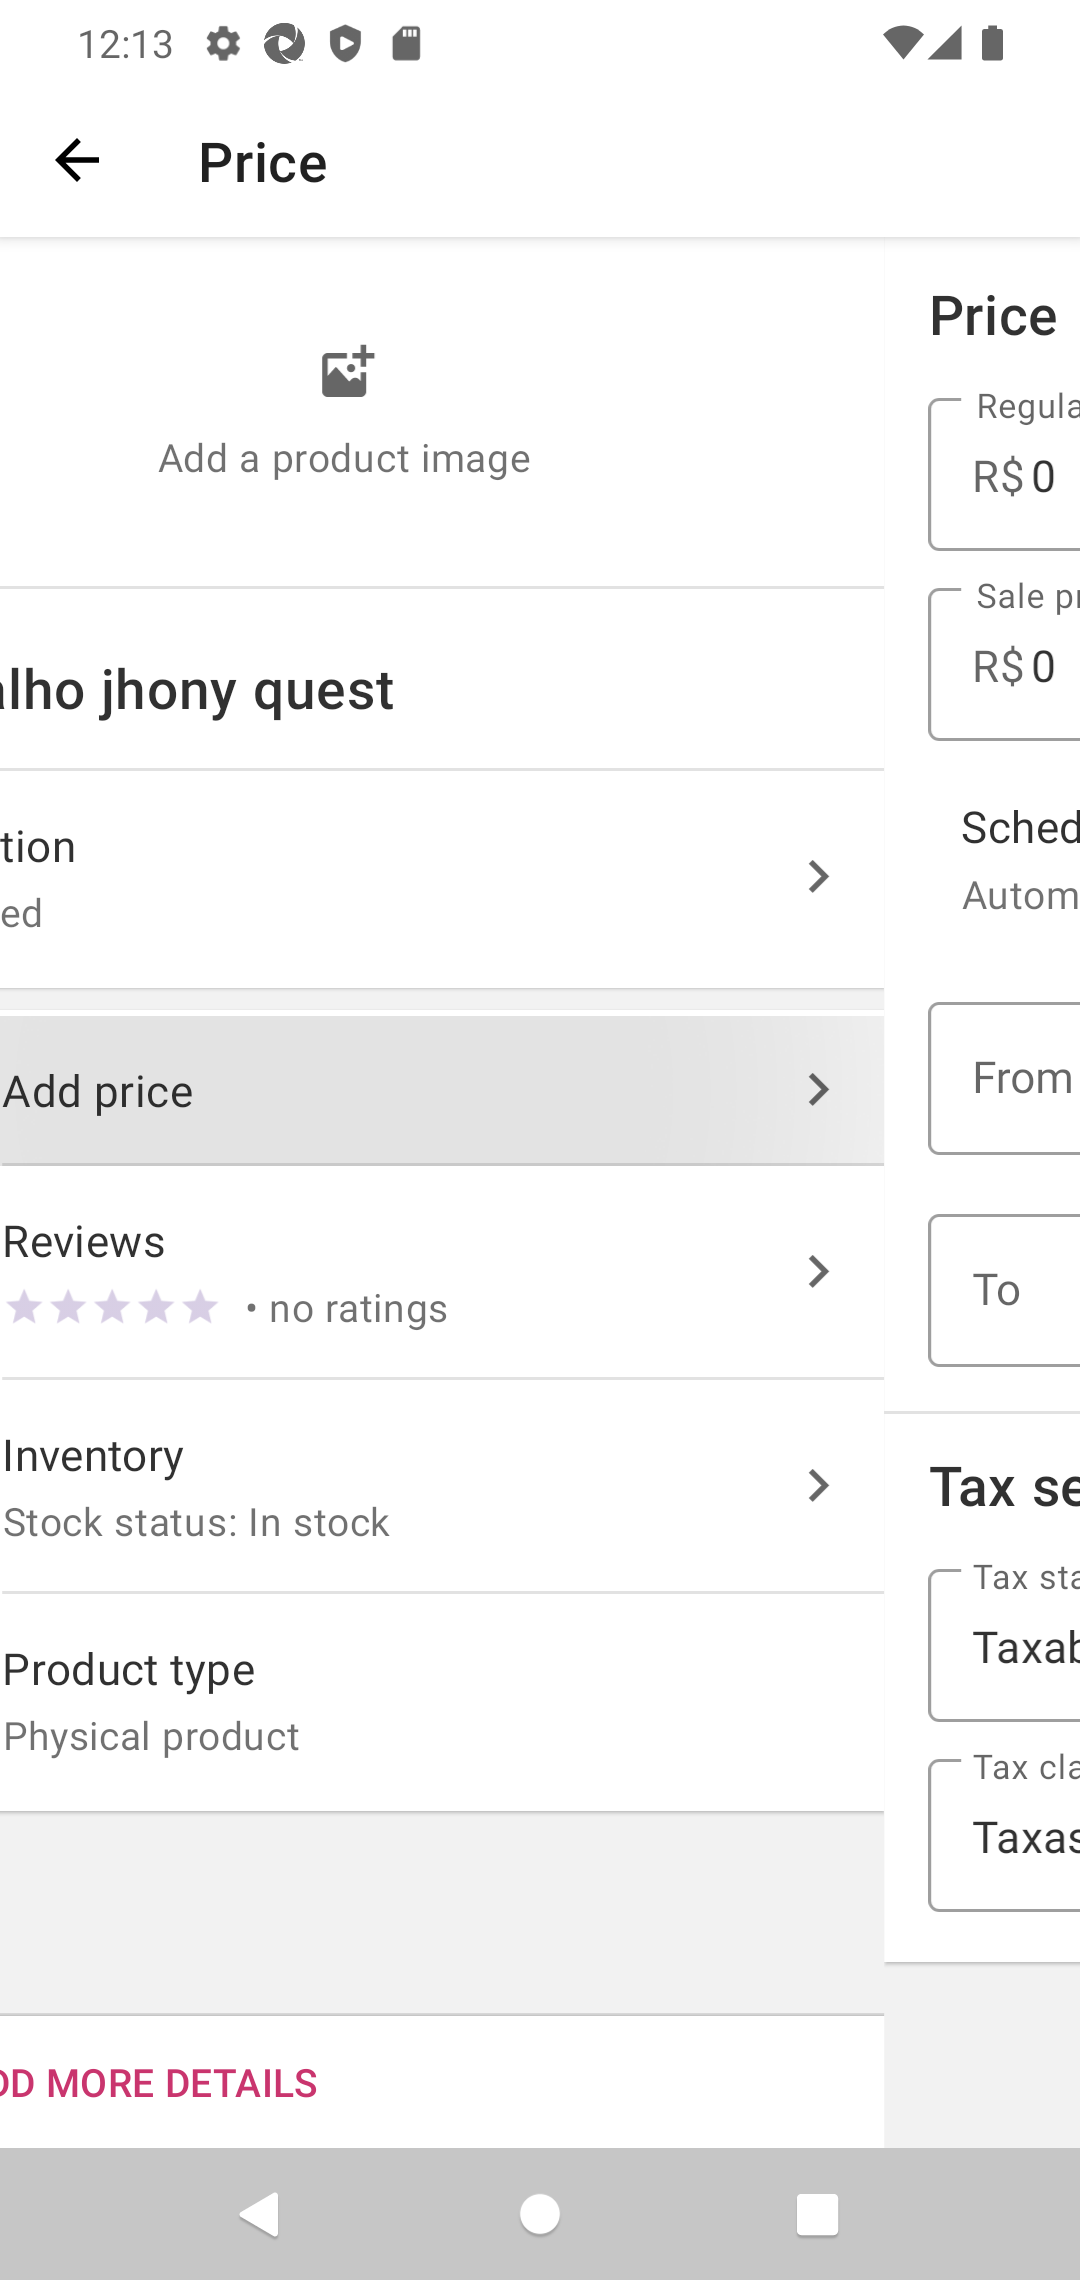 12:13
Price
Add a product image
alho jhony quest
tion
ed
Add price
Reviews
• no ratings
Inventory
Stock status: In stock
Product type
Physical product
DD MORE DETAILS
Price
Regula
R$ 0
Sale pr
R$ 0
Sched
Autom
From
To
Tax se
Tax sta
Taxab
Tax cla
Taxas